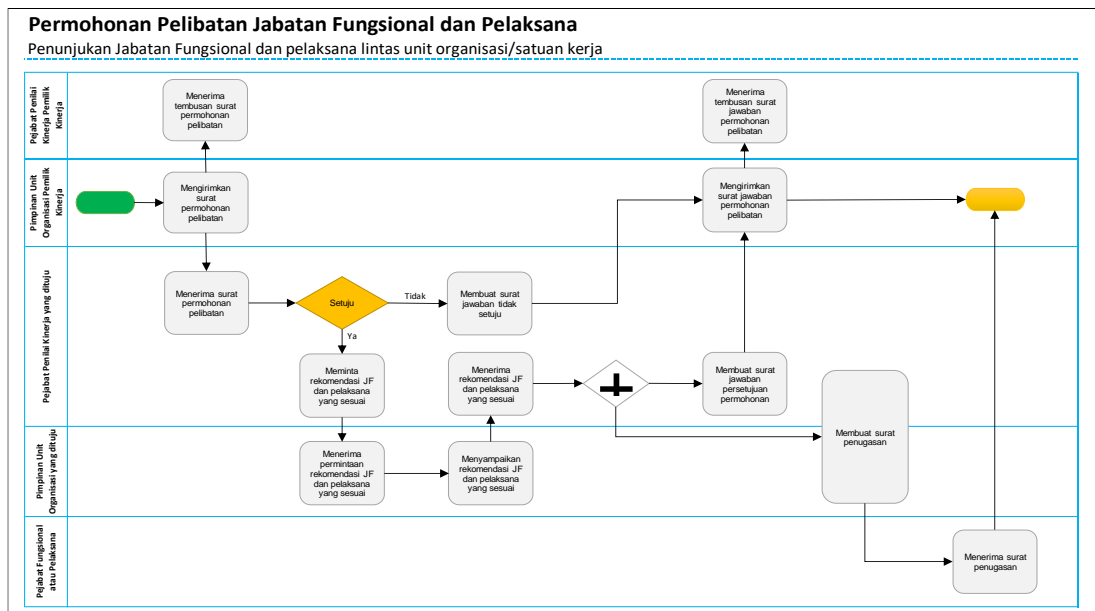 Permohonan Pelibatan Jabatan Fungsional dan Pelaksana
Penunjukan Jabatan Fungsional dan pelaksana lintas unit organisasi/satuan kerja
Pejabat Penilai
Kinerja Pemilik
Kinerja
Menerima
tembusan surat
permohonan
pelibatan
Menerima
tembusan surat
jawaban
permohonan
pelibatan
Pimpinan Unit
Organisasi Pemilik
Kinerja
Mengirimkan
surat
permohonan
pelibatan
Mengirimkan
surat jawaban
permohonan
pelibatan
Pejabat Penilai Kinerja yang dituju
Menerima surat
permohonan
pelibatan
Setuju
Tidak
Membuat surat
jawaban tidak
setuju
Ya
Meminta
rekomendasi JF
dan pelaksana
yang sesuai
Menerima
rekomendasi JF
dan pelaksana
yang sesuai
Membuat surat
jawaban
persetujuan
permohonan
Membuat surat
penugasan
Pimpinan Unit
Organisasi yang dituju
Menerima
permintaan
rekomendasi JF
dan pelaksana
yang sesuai
Menyampaikan
rekomendasi JF
dan pelaksana
yang sesuai
Pejabat Fungsional
atau Pelaksana
Menerima surat
penugasan